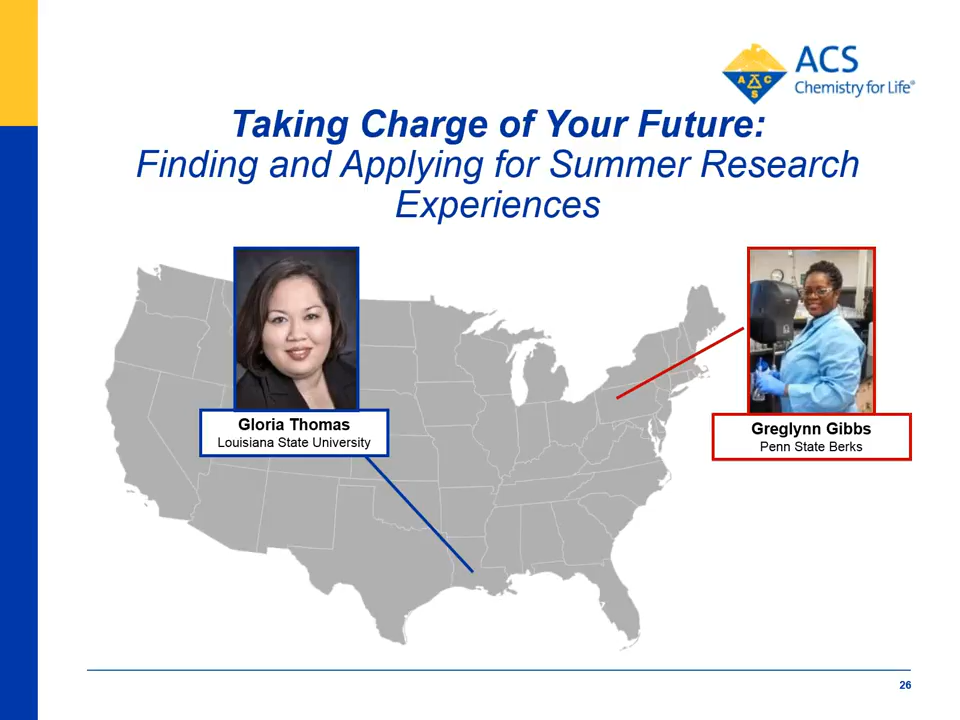 ACS
Chemistry for Life®
A C S
Taking Charge of Your Future:
Finding and Applying for Summer Research
Experiences
Gloria Thomas
Louisiana State University
Greglynn Gibbs
Penn State Berks
26